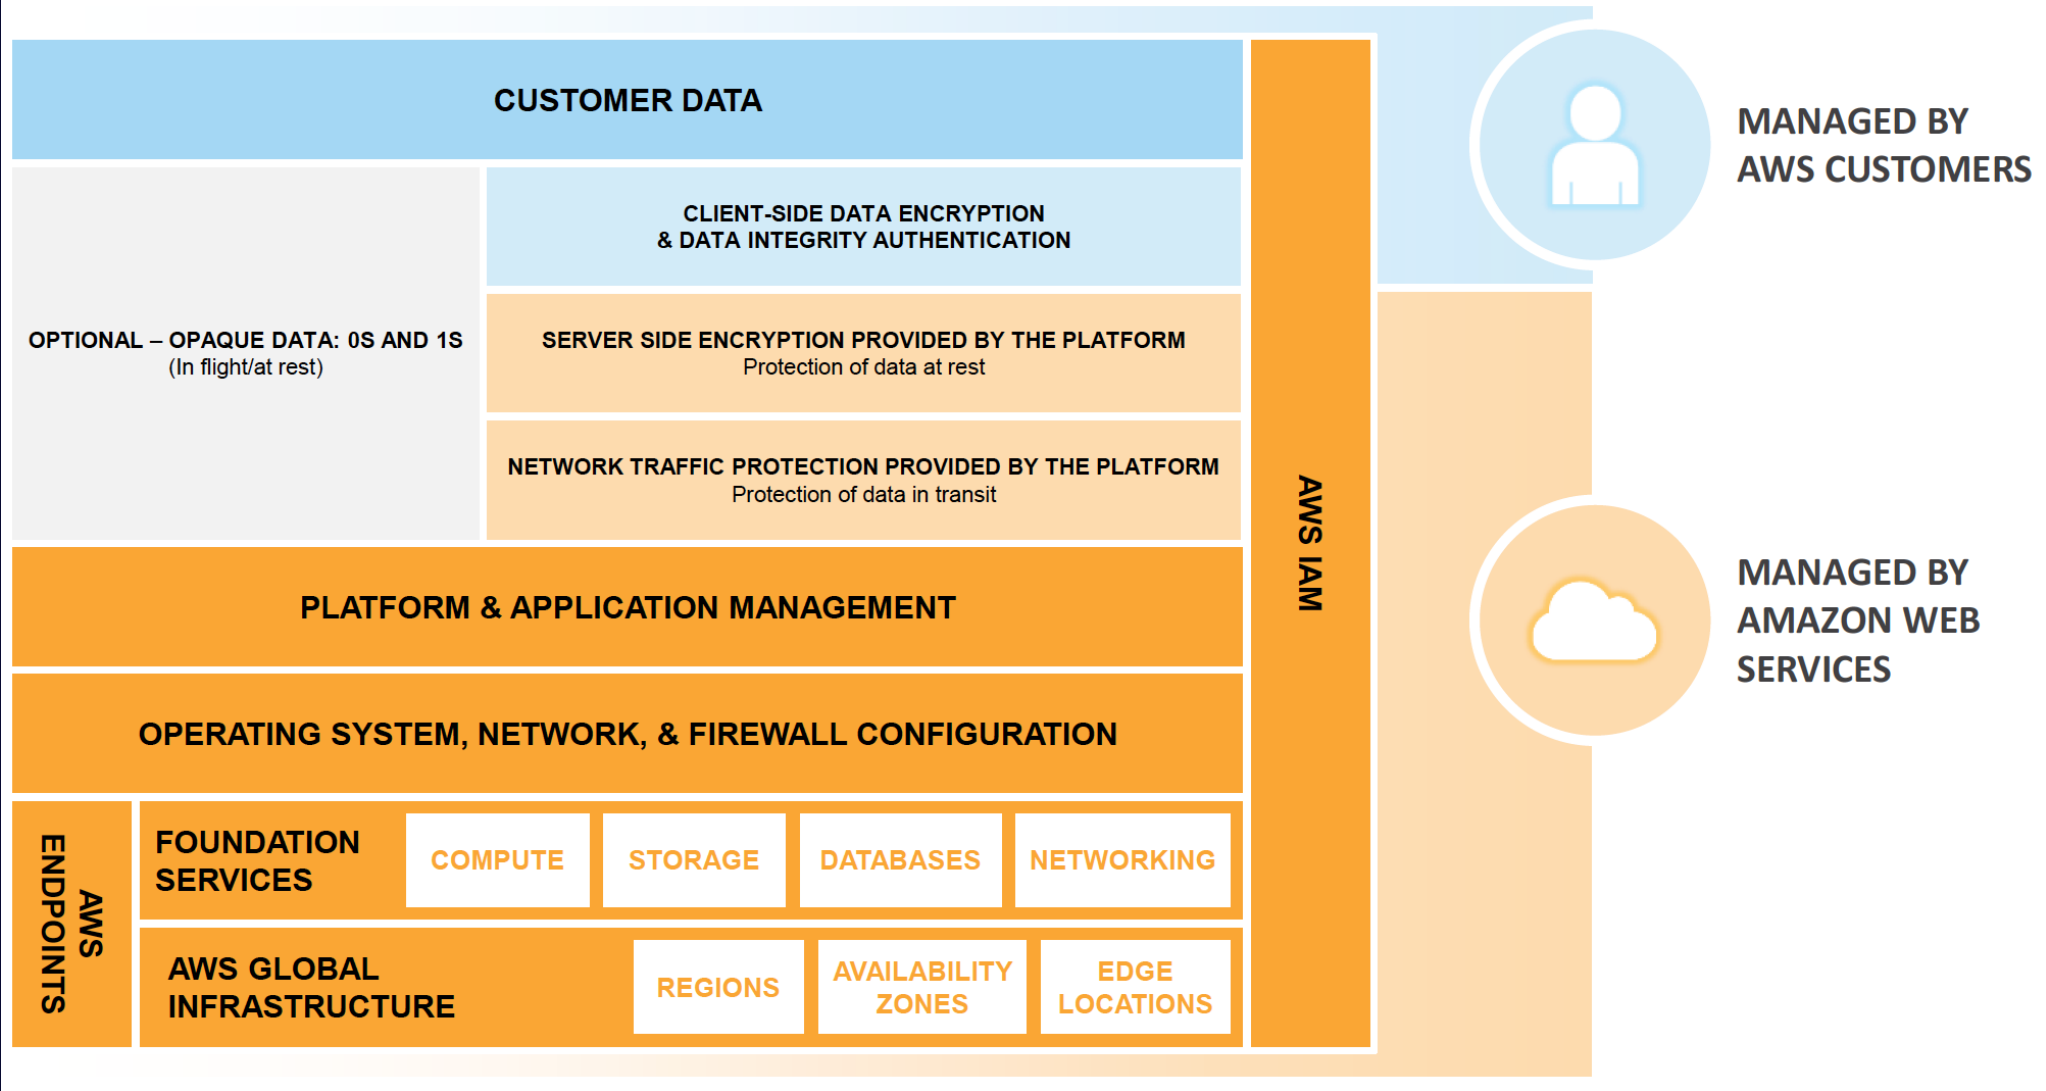 CUSTOMER DATA
CLIENT-SIDE DATA ENCRYPTION
& DATA INTEGRITY AUTHENTICATION
OPTIONAL – OPAQUE DATA: 0S AND 1S
(In flight/at rest)
SERVER SIDE ENCRYPTION PROVIDED BY THE PLATFORM
Protection of data at rest
NETWORK TRAFFIC PROTECTION PROVIDED BY THE PLATFORM
Protection of data in transit
PLATFORM & APPLICATION MANAGEMENT
OPERATING SYSTEM, NETWORK, & FIREWALL CONFIGURATION
AWS
ENDPOINTS
FOUNDATION
SERVICES
COMPUTE
STORAGE
DATABASES
NETWORKING
AWS GLOBAL
INFRASTRUCTURE
REGIONS
AVAILABILITY
ZONES
EDGE
LOCATIONS
AWS IAM
MANAGED BY
AWS CUSTOMERS
MANAGED BY
AMAZON WEB
SERVICES